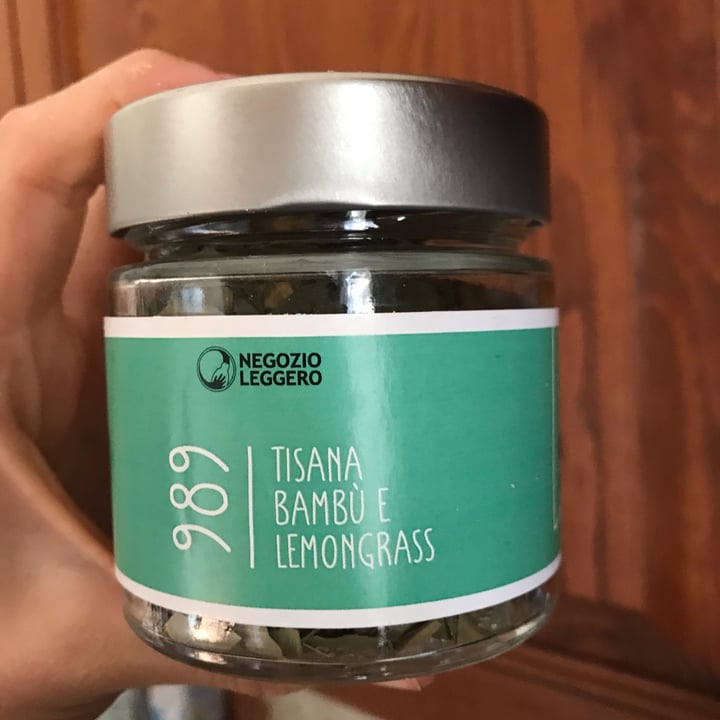 NEGOZIO
LEGGERO
989
TISANA
BAMBÙ E
LEMONGRASS